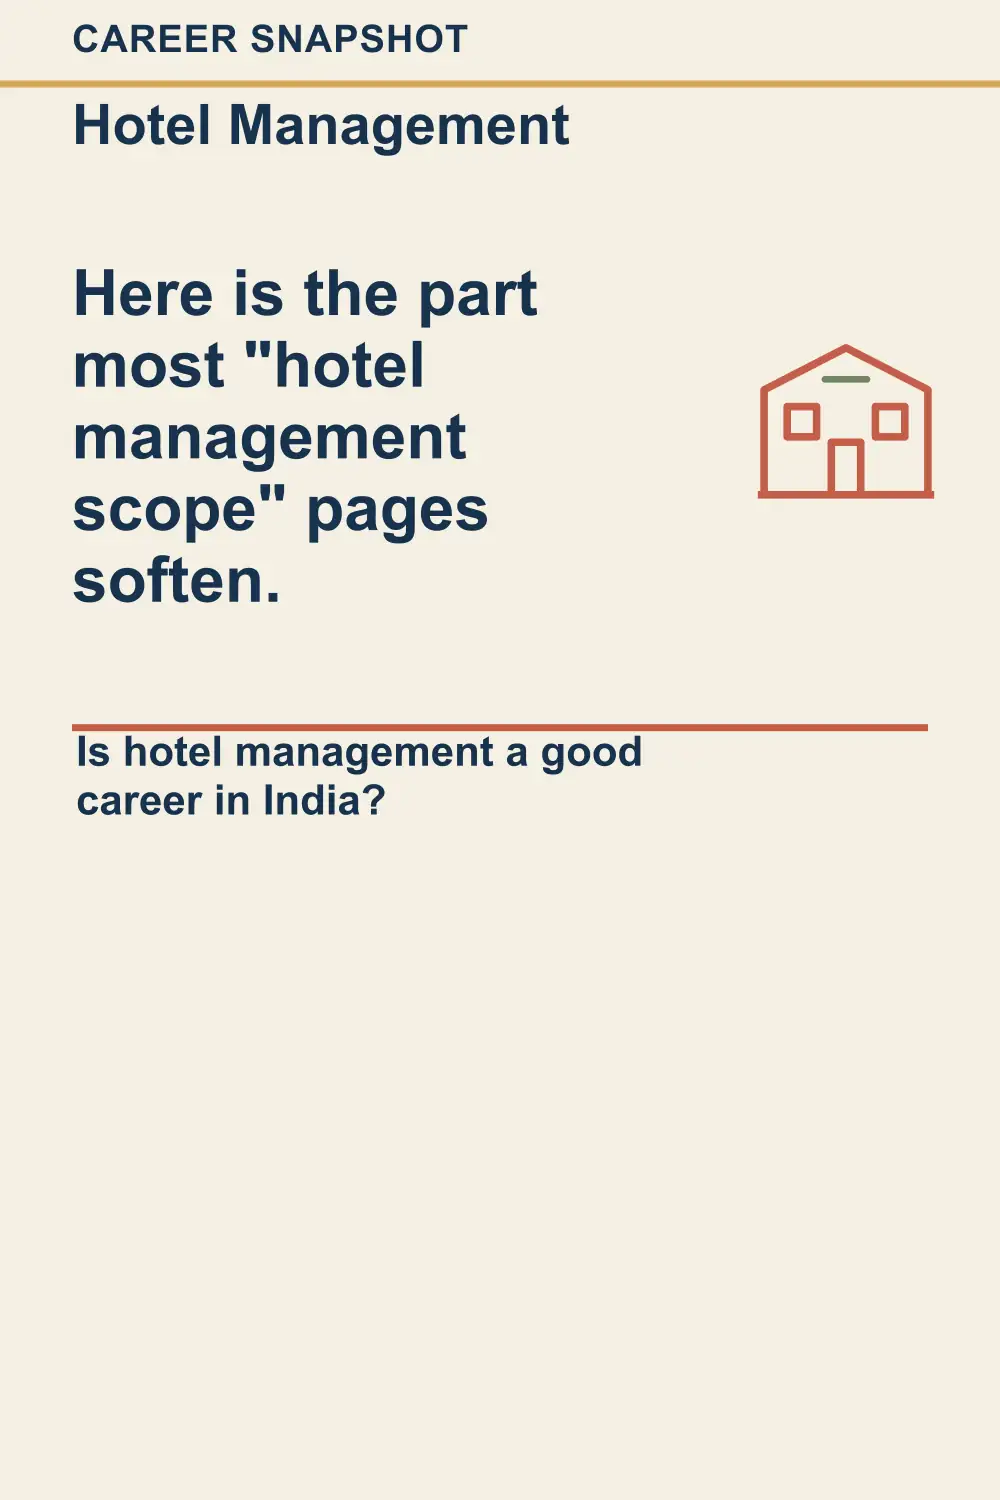 CAREER SNAPSHOT
Hotel Management
Here is the part
most "hotel
management
scope" pages
soften.
Is hotel management a good
career in India?